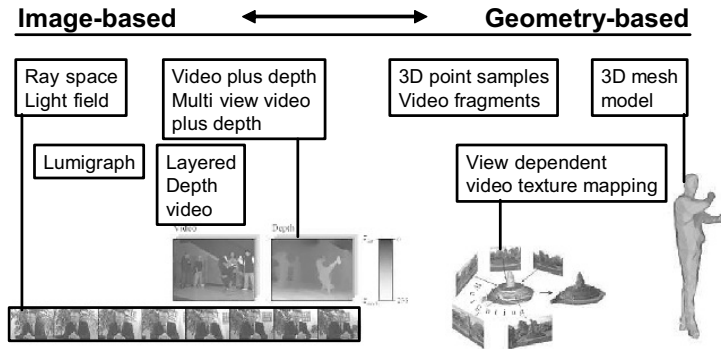 Image-based
Geometry-based
Ray space
Light field
Video plus depth
Multi view video
plus depth
3D point samples
Video fragments
3D mesh
model
Lumigraph
Layered
Depth
video
View dependent
video texture mapping
Video
Depth